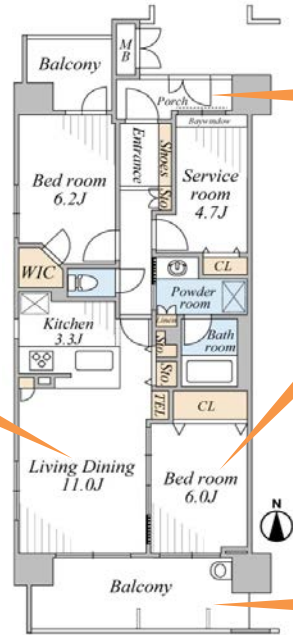 M
B
Balcony
Porch
Baywindow
Bed room
6.2J
Entrance
Shoes
Sto
Service
room
4.7J
WIC
CL
Powder
room
Kitchen
3.3J
Linen
Bath
room
Sto
Sto
TEL
CL
Living Dining
11.0J
Bed room
6.0J
N
Balcony